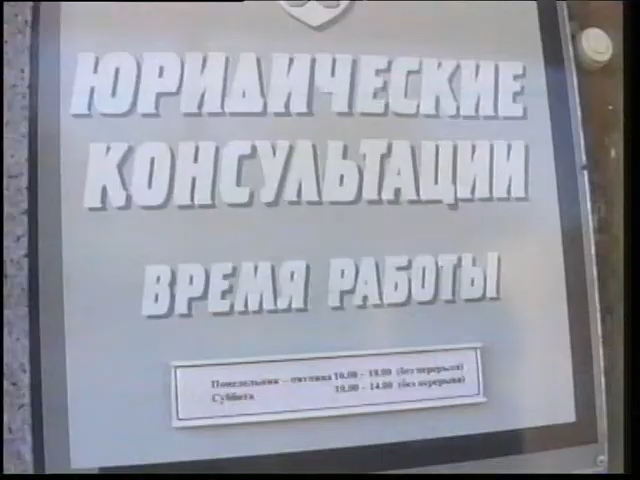 ЮРИДИЧЕСКИЕ
КОНСУЛЬТАЦИИ
ВРЕМЯ РАБОТЫ
Понедельник - пятница 10.00 - 18.00 (без перерыва)
Суббота 10.00 - 14.00 (без перерыва)